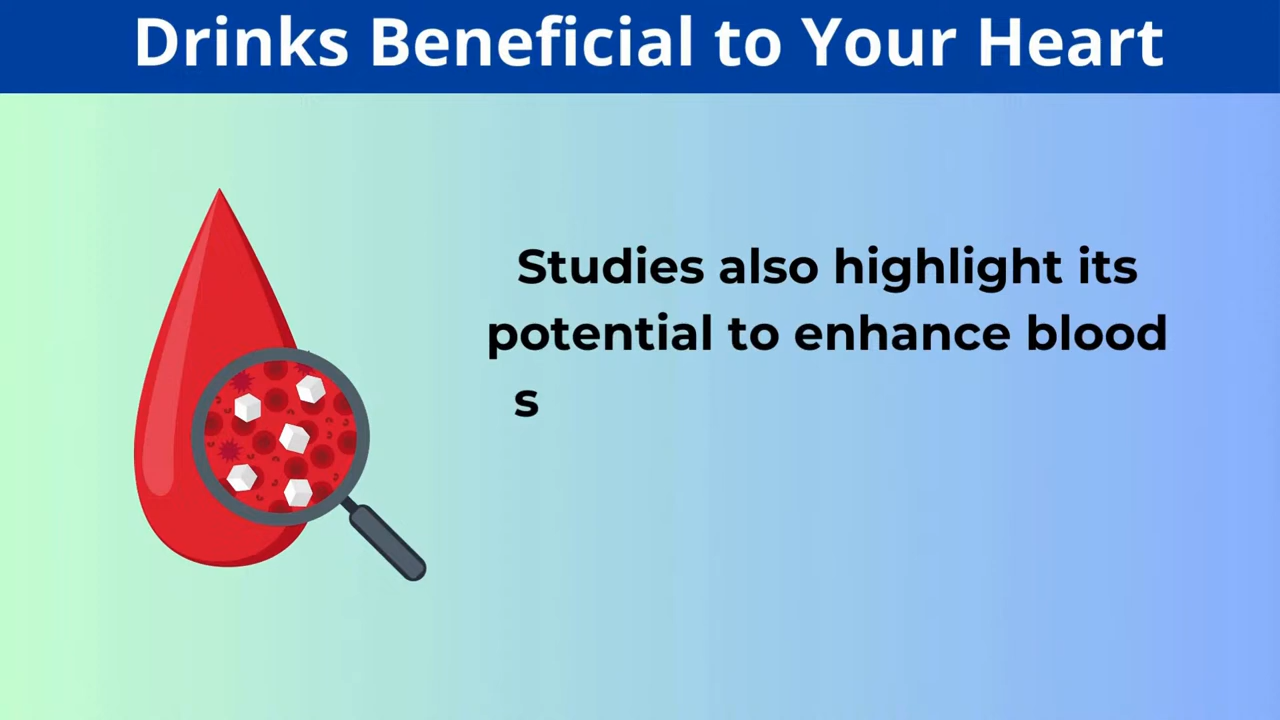 Drinks Beneficial to Your Heart
Studies also highlight its
potential to enhance blood
s